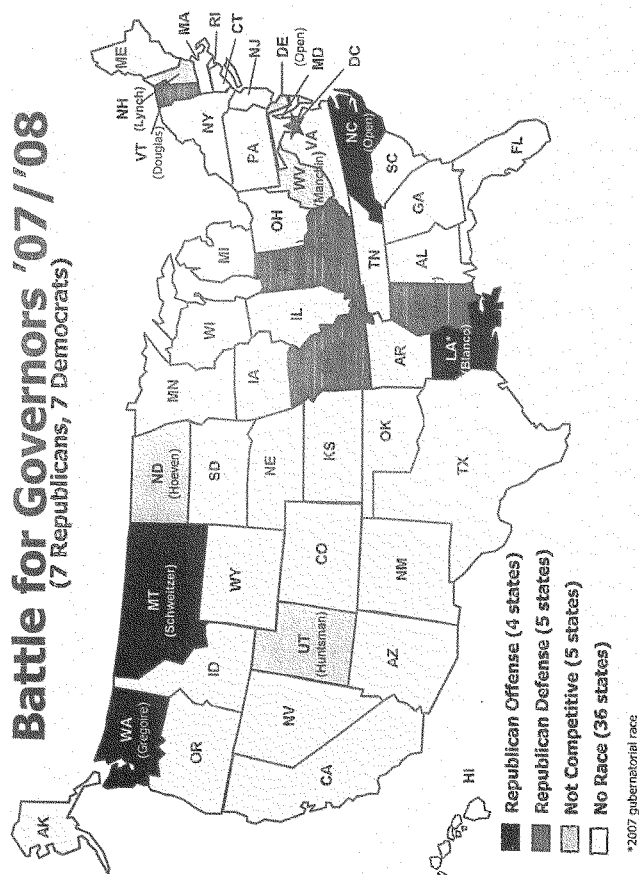 Battle for Governors '07/'08
(7 Republicans, 7 Democrats)
AK
WA
(Gregoire)
MT
(Schweitzer)
ND
(Hoeven)
MN
WI
MI
NH
(Lynch)
VT
(Douglas)
ME
MA
RI
CT
NJ
DE
(Open)
MD
DC
NY
PA
OR
ID
WY
SD
IA
IL
OH
WV
(Manchin)
VA
NC
(Open)
NV
UT
(Huntsman)
CO
NE
KS
TN
SC
CA
AZ
NM
OK
AR
AL
GA
FL
TX
LA*
(Blanco)
HI
Republican Offense (4 states)
Republican Defense (5 states)
Not Competitive (5 states)
No Race (36 states)
*2007 gubernatorial race